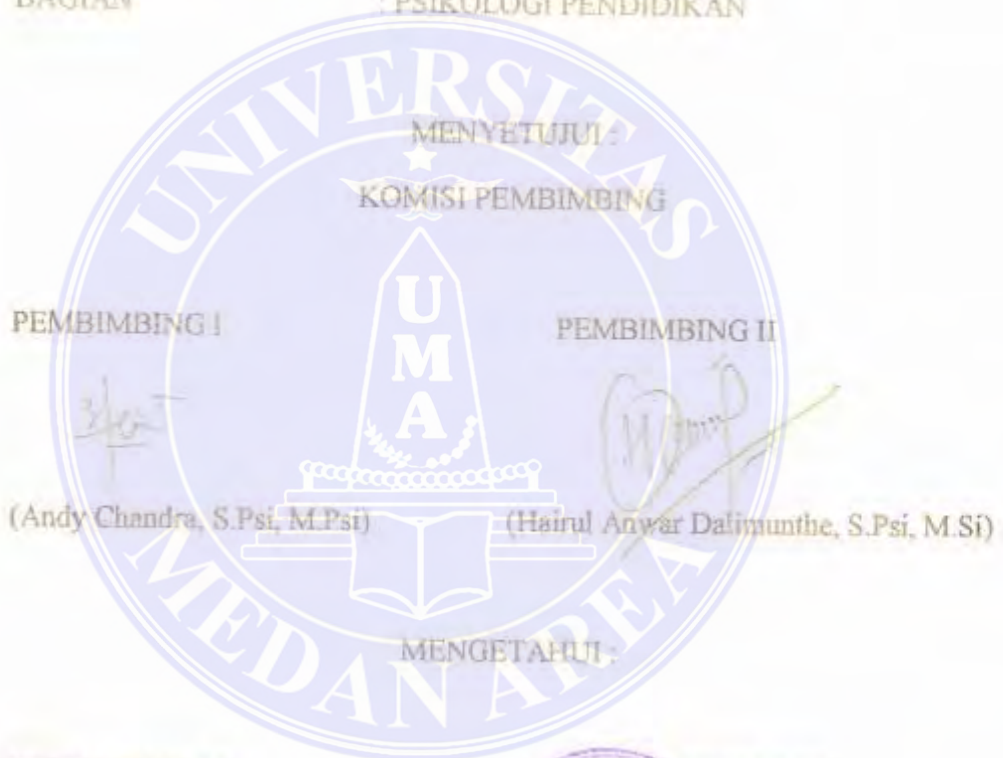 BAGIAN : PSIKOLOGI PENDIDIKAN
UNIVERSITAS
MENYETUJUI :
KOMISI PEMBIMBING
U
M
A
PEMBIMBING I PEMBIMBING II
(Andy Chandra, S.Psi, M.Psi) (Hairul Anwar Dalimunthe, S.Psi, M.Si)
MEDAN AREA
MENGETAHUI :